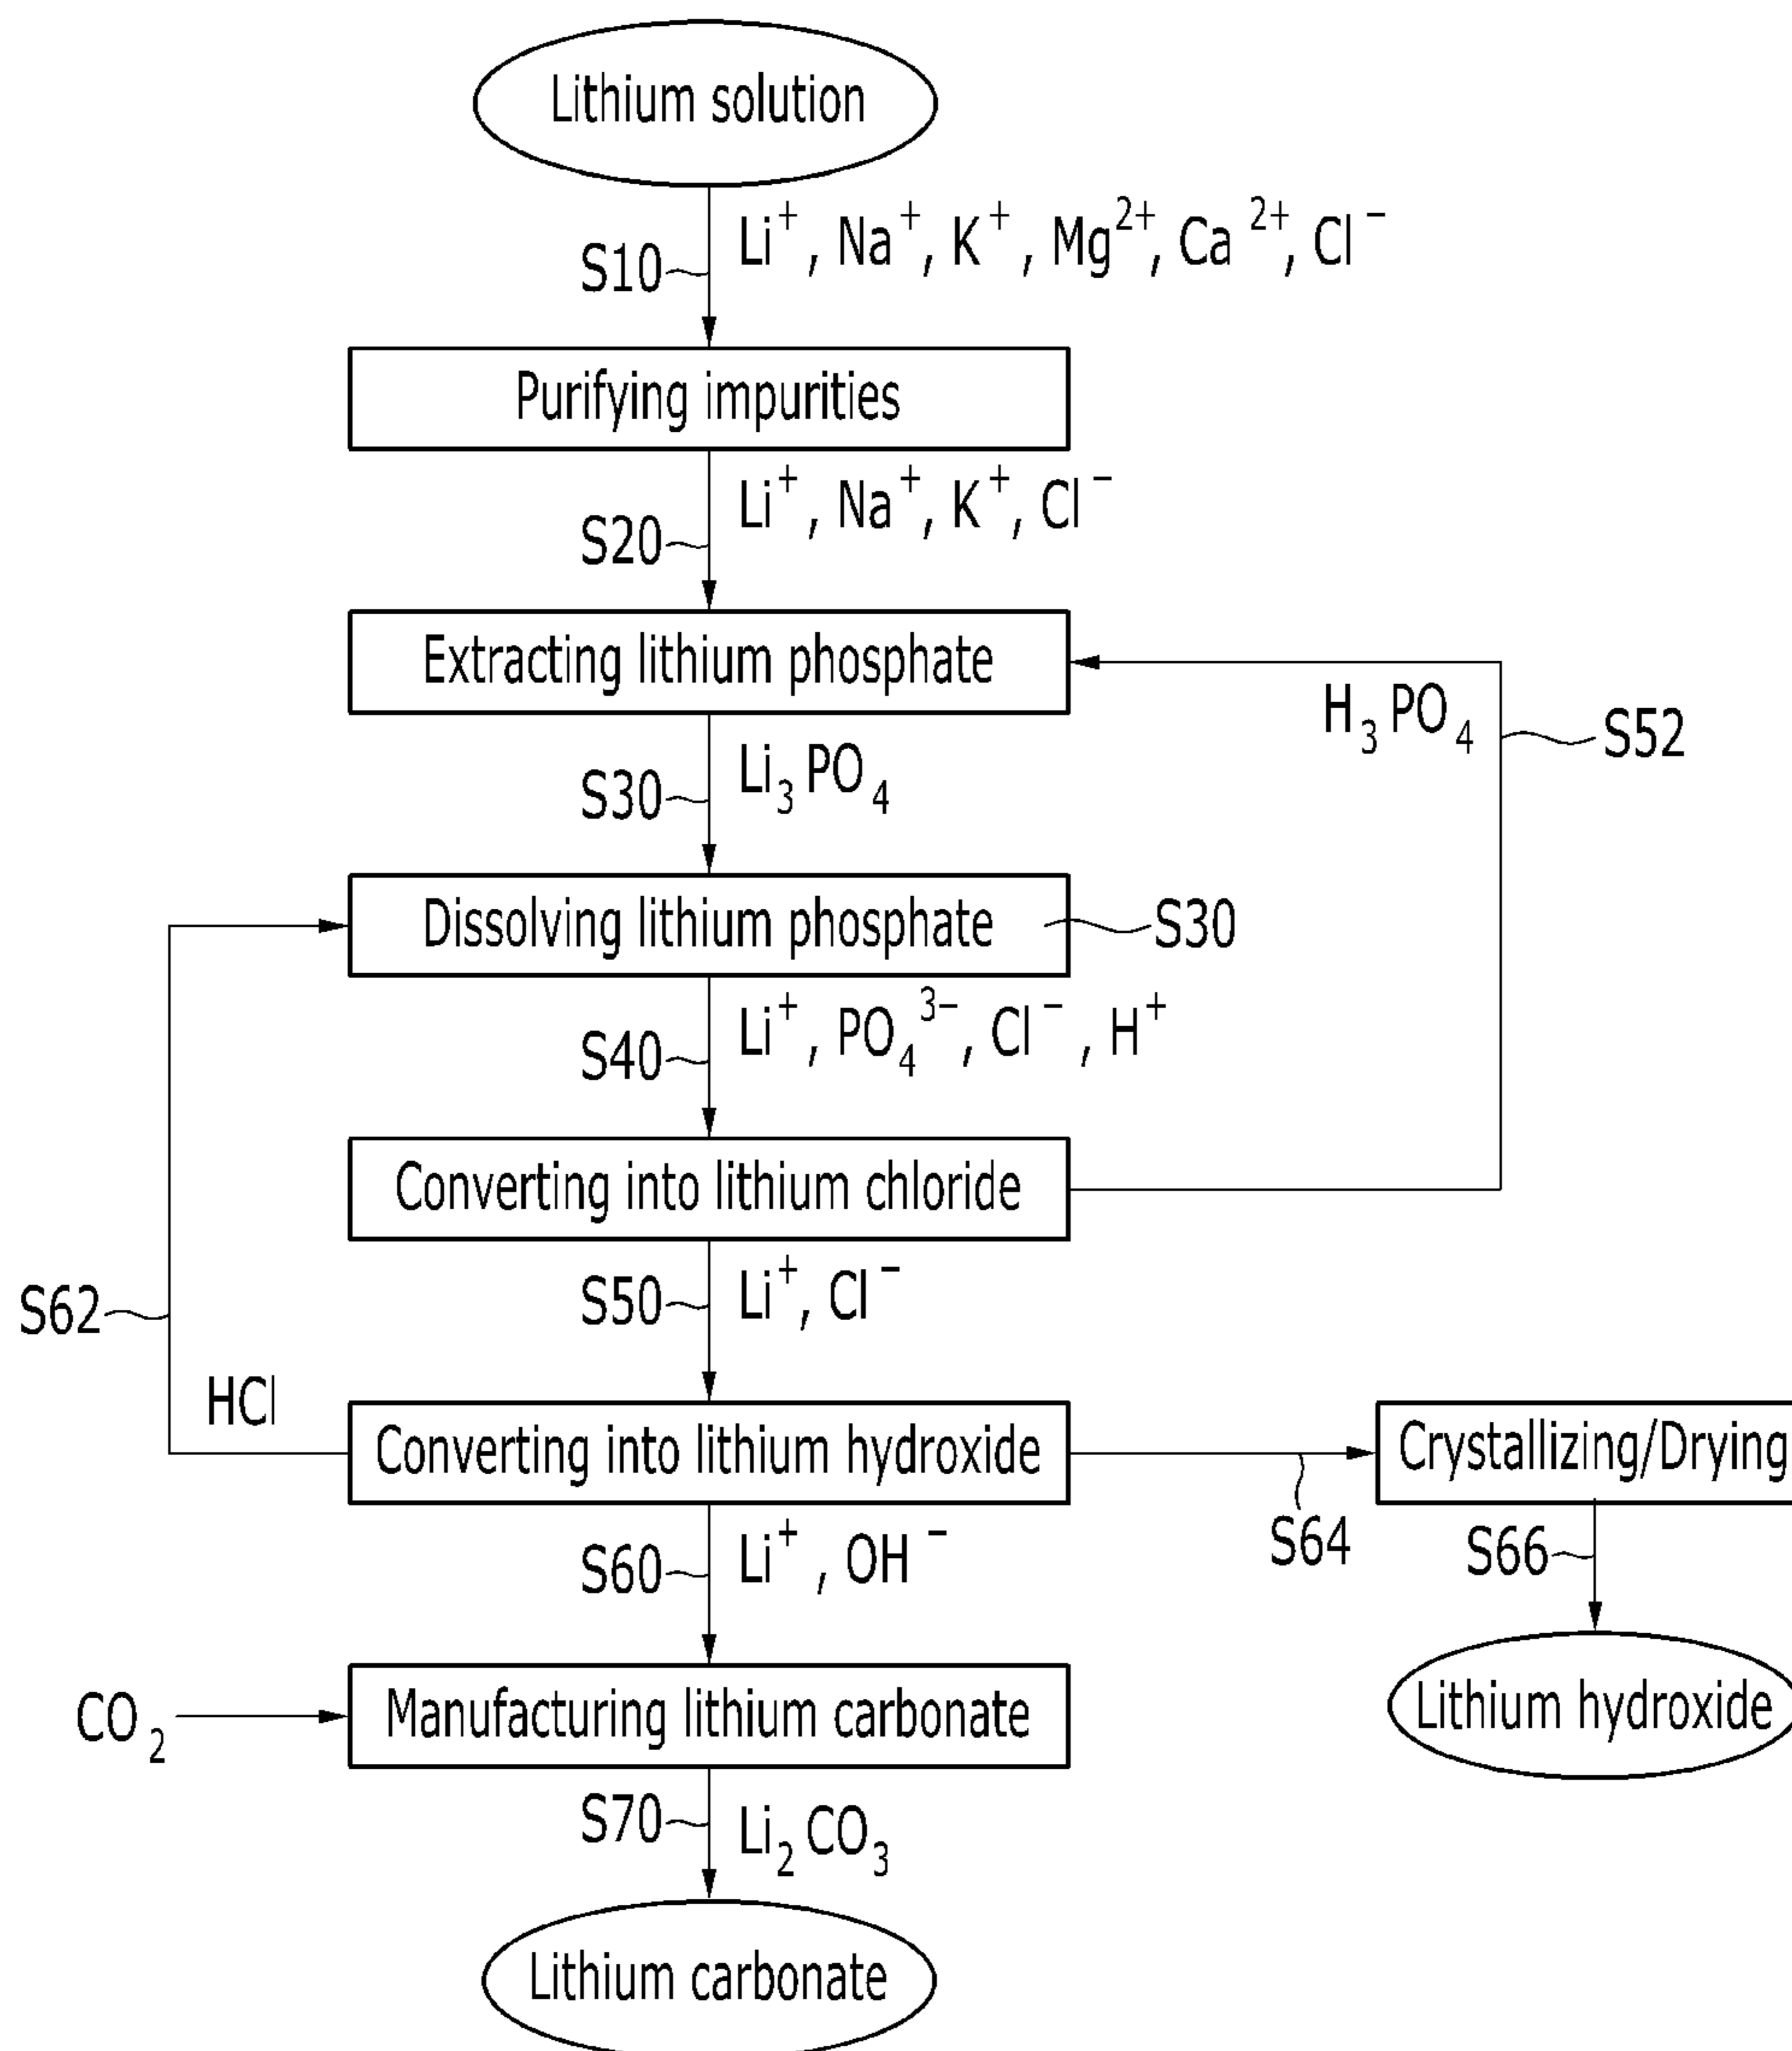 Lithium solution
S10
Li⁺, Na⁺, K⁺, Mg²⁺, Ca²⁺, Cl⁻
Purifying impurities
S20
Li⁺, Na⁺, K⁺, Cl⁻
Extracting lithium phosphate
H₃PO₄
S52
S30
Li₃PO₄
Dissolving lithium phosphate
S30
S40
Li⁺, PO₄³⁻, Cl⁻, H⁺
Converting into lithium chloride
S50
Li⁺, Cl⁻
S62
HCl
Converting into lithium hydroxide
S64
Crystallizing/Drying
S66
Lithium hydroxide
S60
Li⁺, OH⁻
CO₂
Manufacturing lithium carbonate
S70
Li₂CO₃
Lithium carbonate